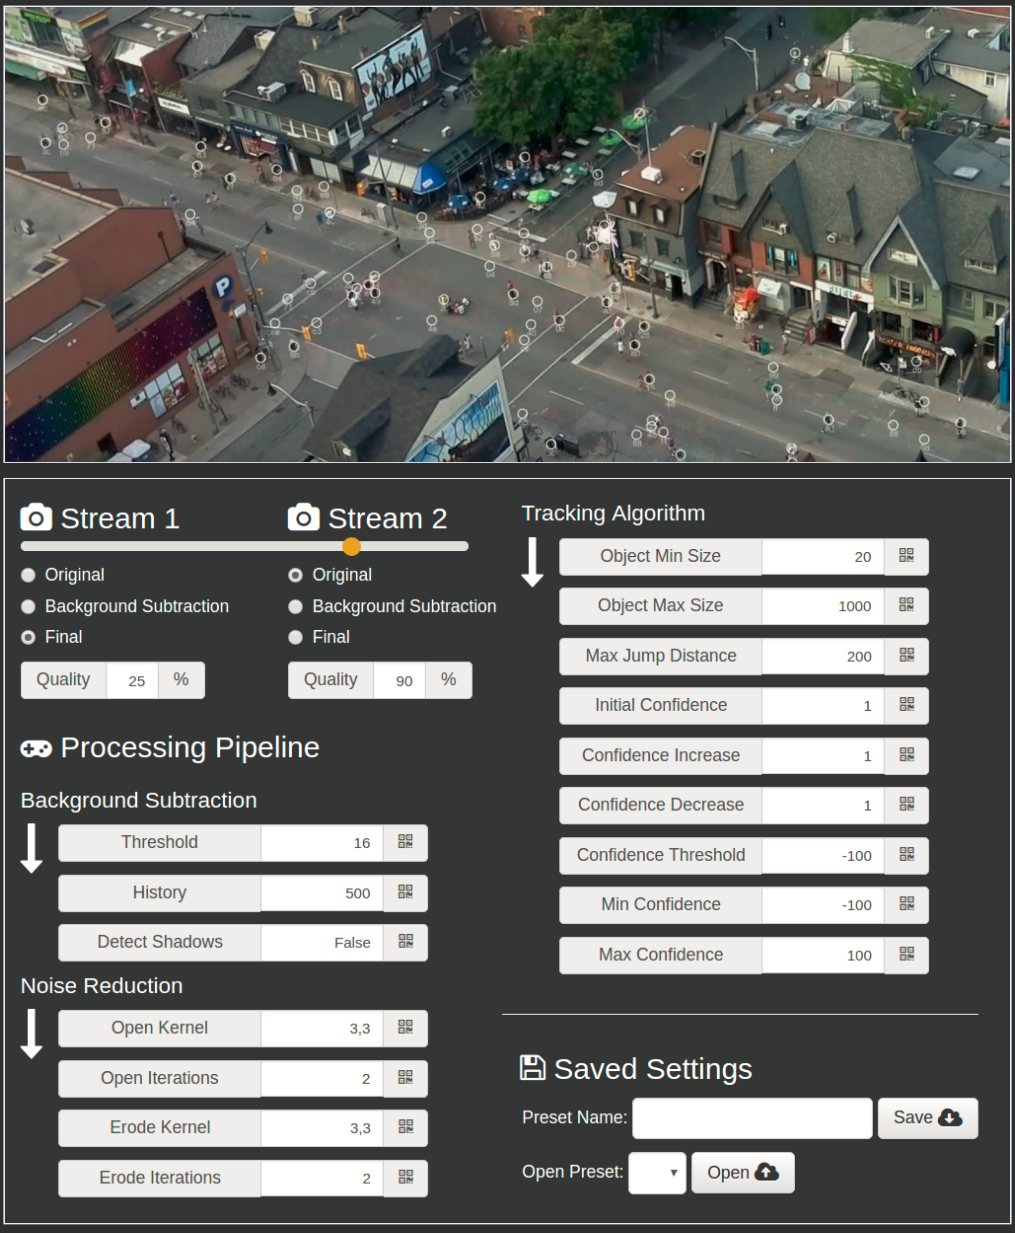 P
FUEL+
Stream 1
Stream 2
Original
Background Subtraction
Final
Quality 25 %
Original
Background Subtraction
Final
Quality 90 %
Processing Pipeline
Background Subtraction
Threshold 16
History 500
Detect Shadows False
Noise Reduction
Open Kernel 3,3
Open Iterations 2
Erode Kernel 3,3
Erode Iterations 2
Tracking Algorithm
Object Min Size 20
Object Max Size 1000
Max Jump Distance 200
Initial Confidence 1
Confidence Increase 1
Confidence Decrease 1
Confidence Threshold -100
Min Confidence -100
Max Confidence 100
Saved Settings
Preset Name:
Save
Open Preset:
Open